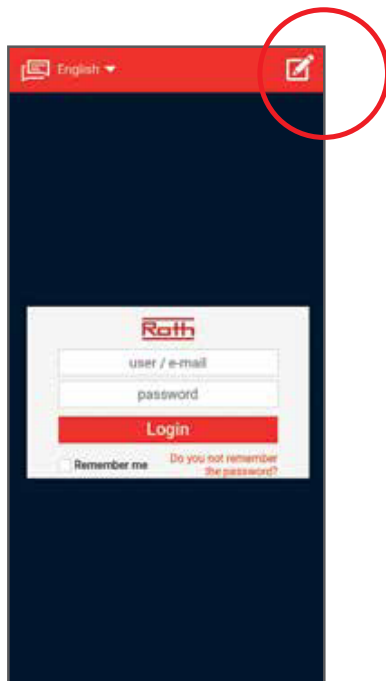 English
Roth
user / e-mail
password
Login
Remember me
Do you not remember
the password?